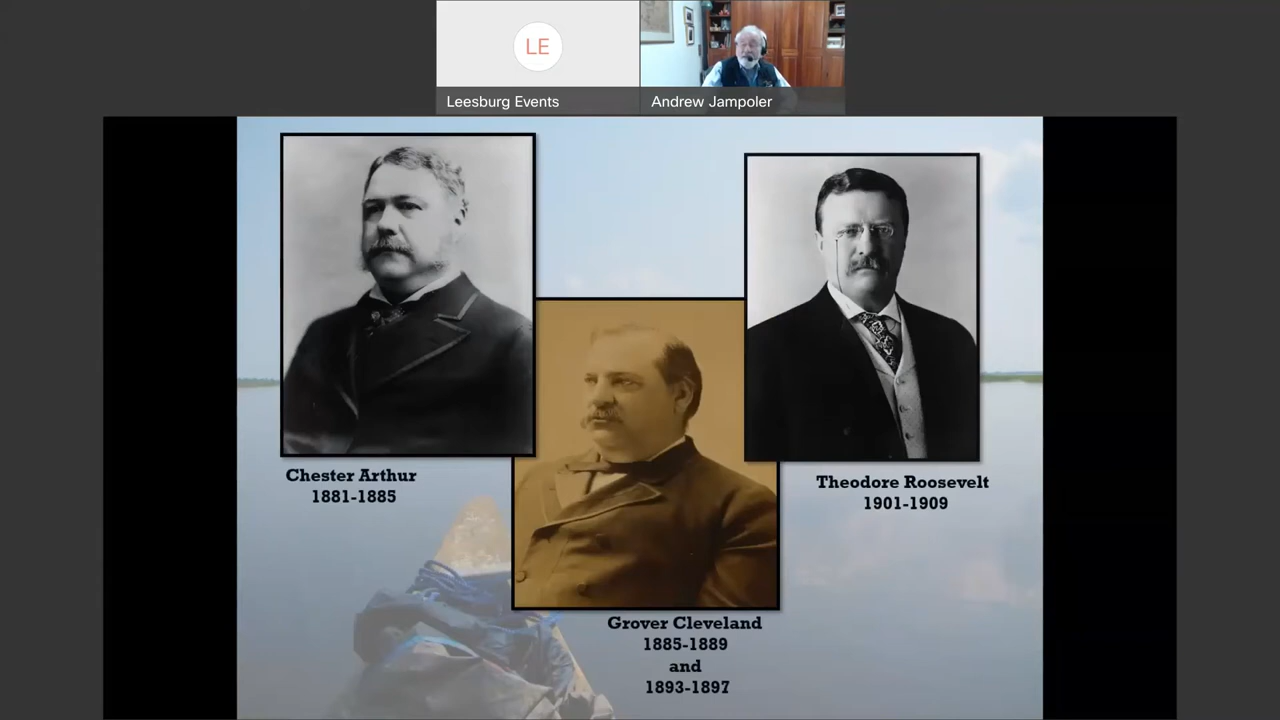 LE
Leesburg Events
Andrew Jampoler
Chester Arthur
1881-1885
Theodore Roosevelt
1901-1909
Grover Cleveland
1885-1889
and
1893-1897